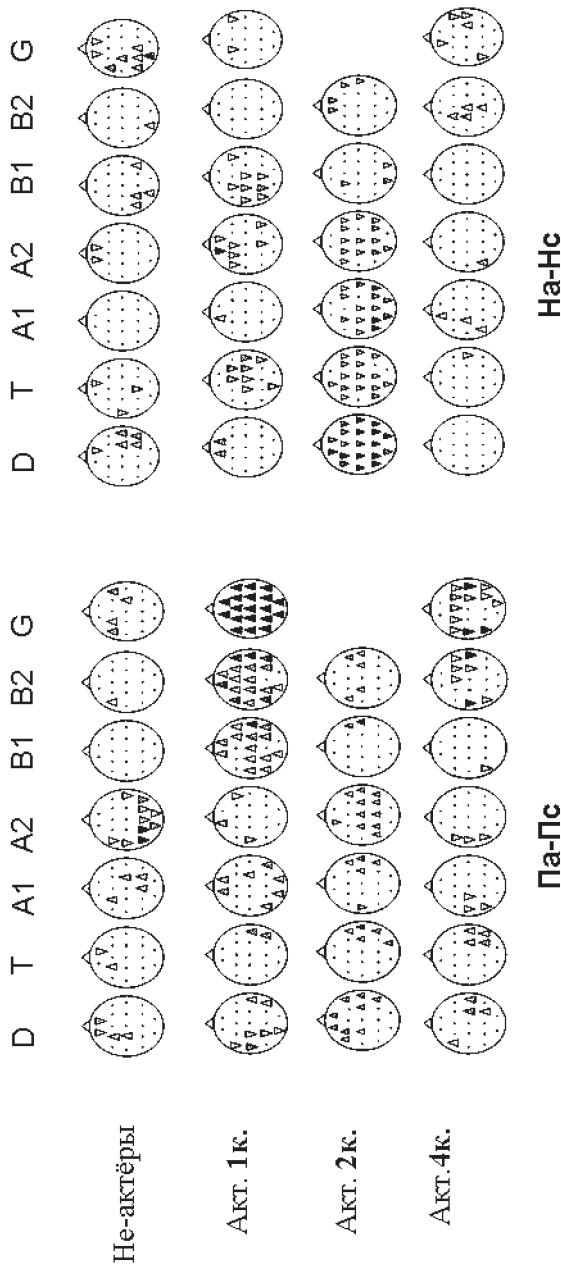 D T A1 A2 B1 B2 G D T A1 A2 B1 B2 G
Не-актёры
Акт. 1к.
Акт. 2к.
Акт. 4к.
Па-Пс На-Нс